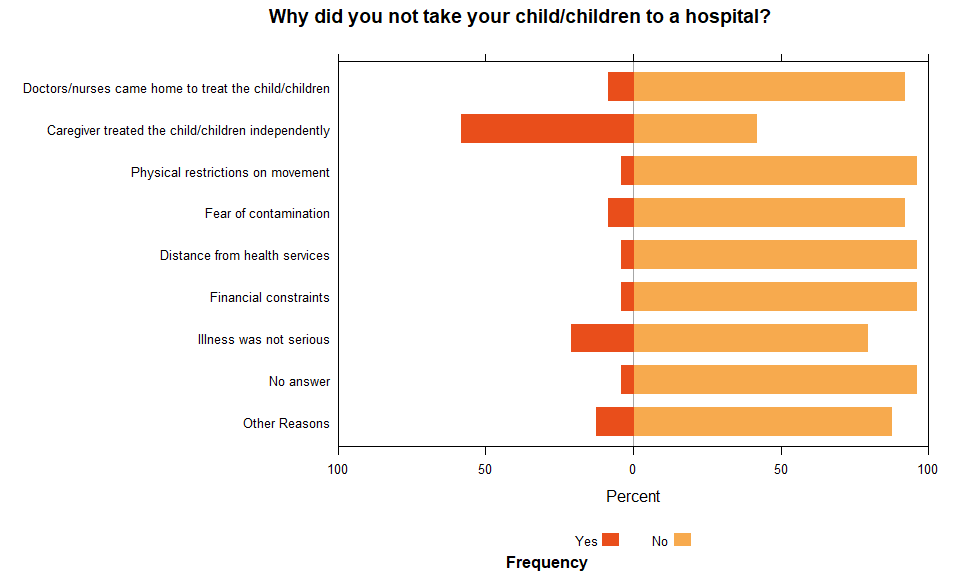 Why did you not take your child/children to a hospital?
Doctors/nurses came home to treat the child/children
Caregiver treated the child/children independently
Physical restrictions on movement
Fear of contamination
Distance from health services
Financial constraints
Illness was not serious
No answer
Other Reasons
100 50 0 50 100
Percent
Yes No
Frequency